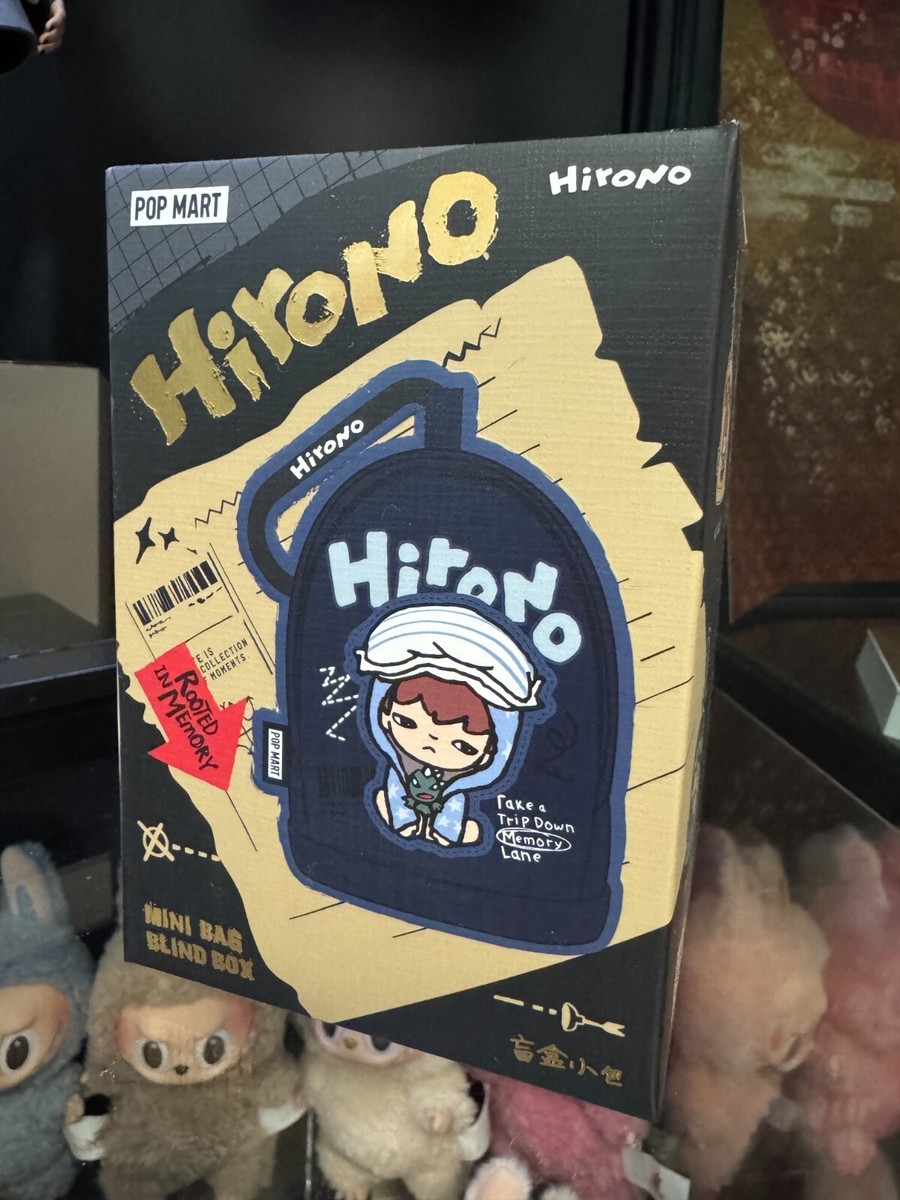 POP MART
HiroNo
HiroNo
HiroNo
HiroNo
E IS
COLLECTION
MOMENTS.
ROOTED
IN MEMORY
POP MART
Take a
Trip Down
Memory
Lane
MINI BAG
BLIND BOX
盲盒小包